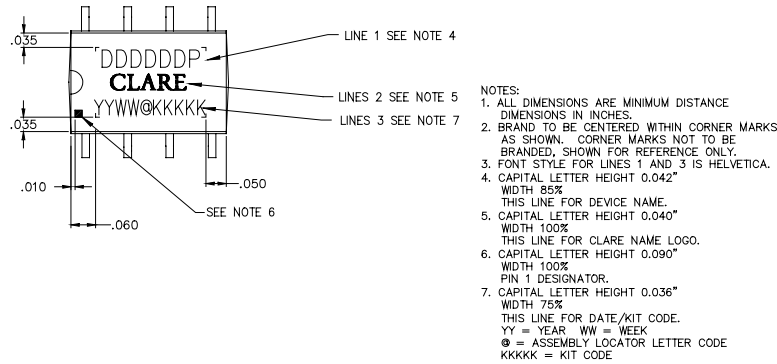 .035
LINE 1 SEE NOTE 4
DDDDDDP
CLARE
LINES 2 SEE NOTE 5
YYWW@KKKKK
LINES 3 SEE NOTE 7
.035
.010
.050
SEE NOTE 6
.060
NOTES:
1. ALL DIMENSIONS ARE MINIMUM DISTANCE
DIMENSIONS IN INCHES.
2. BRAND TO BE CENTERED WITHIN CORNER MARKS
AS SHOWN. CORNER MARKS NOT TO BE
BRANDED, SHOWN FOR REFERENCE ONLY.
3. FONT STYLE FOR LINES 1 AND 3 IS HELVETICA.
4. CAPITAL LETTER HEIGHT 0.042"
WIDTH 85%
THIS LINE FOR DEVICE NAME.
5. CAPITAL LETTER HEIGHT 0.040"
WIDTH 100%
THIS LINE FOR CLARE NAME LOGO.
6. CAPITAL LETTER HEIGHT 0.090"
WIDTH 100%
PIN 1 DESIGNATOR.
7. CAPITAL LETTER HEIGHT 0.036"
WIDTH 75%
THIS LINE FOR DATE/KIT CODE.
YY = YEAR WW = WEEK
@ = ASSEMBLY LOCATOR LETTER CODE
KKKKK = KIT CODE